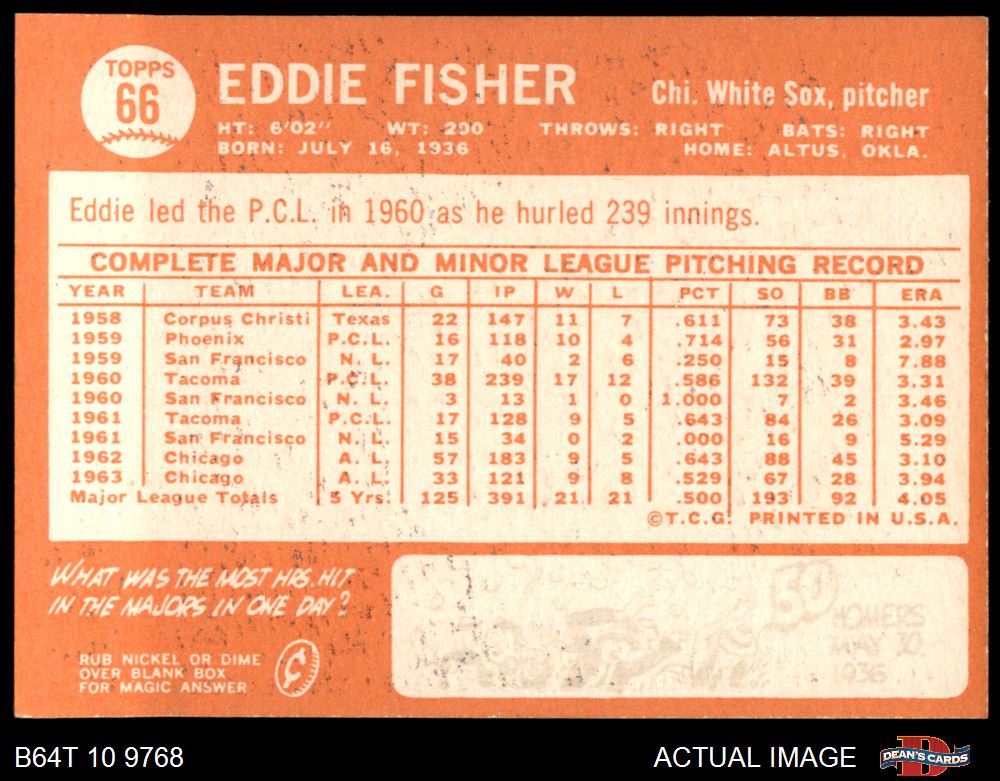 TOPPS
66
EDDIE FISHER
Chi. White Sox, pitcher
HT: 6'02" WT: 200 THROWS: RIGHT BATS: RIGHT
BORN: JULY 16, 1936 HOME: ALTUS, OKLA.
Eddie led the P.C.L. in 1960 as he hurled 239 innings.
COMPLETE MAJOR AND MINOR LEAGUE PITCHING RECORD
YEAR TEAM LEA. G IP W L PCT SO BB ERA
1958 Corpus Christi Texas 22 147 11 7 .611 73 38 3.43
1959 Phoenix P.C.L. 16 118 10 4 .714 56 31 2.97
1959 San Francisco N. L. 17 40 2 6 .250 15 8 7.88
1960 Tacoma P.C.L. 38 239 17 12 .586 132 39 3.31
1960 San Francisco N. L. 3 13 1 0 1.000 7 2 3.46
1961 Tacoma P.C.L. 17 128 9 5 .643 84 26 3.09
1961 San Francisco N. L. 15 34 0 2 .000 16 9 5.29
1962 Chicago A. L. 57 183 9 5 .643 88 45 3.10
1963 Chicago A. L. 33 121 9 8 .529 67 28 3.94
Major League Totals 5 Yrs. 125 391 21 21 .500 193 92 4.05
©T.C.G. PRINTED IN U.S.A.
WHAT WAS THE MOST HRS. HIT
IN THE MAJORS IN ONE DAY?
RUB NICKEL OR DIME
OVER BLANK BOX
FOR MAGIC ANSWER
50
HOMERS
MAY 30
1936
B64T 10 9768 ACTUAL IMAGE
DEAN'S CARDS